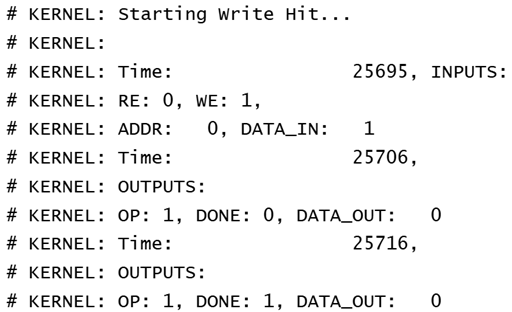 # KERNEL: Starting Write Hit...
# KERNEL:
# KERNEL: Time:                25695, INPUTS:
# KERNEL: RE: 0, WE: 1,
# KERNEL: ADDR:   0, DATA_IN:   1
# KERNEL: Time:                25706,
# KERNEL: OUTPUTS:
# KERNEL: OP: 1, DONE: 0, DATA_OUT:   0
# KERNEL: Time:                25716,
# KERNEL: OUTPUTS:
# KERNEL: OP: 1, DONE: 1, DATA_OUT:   0